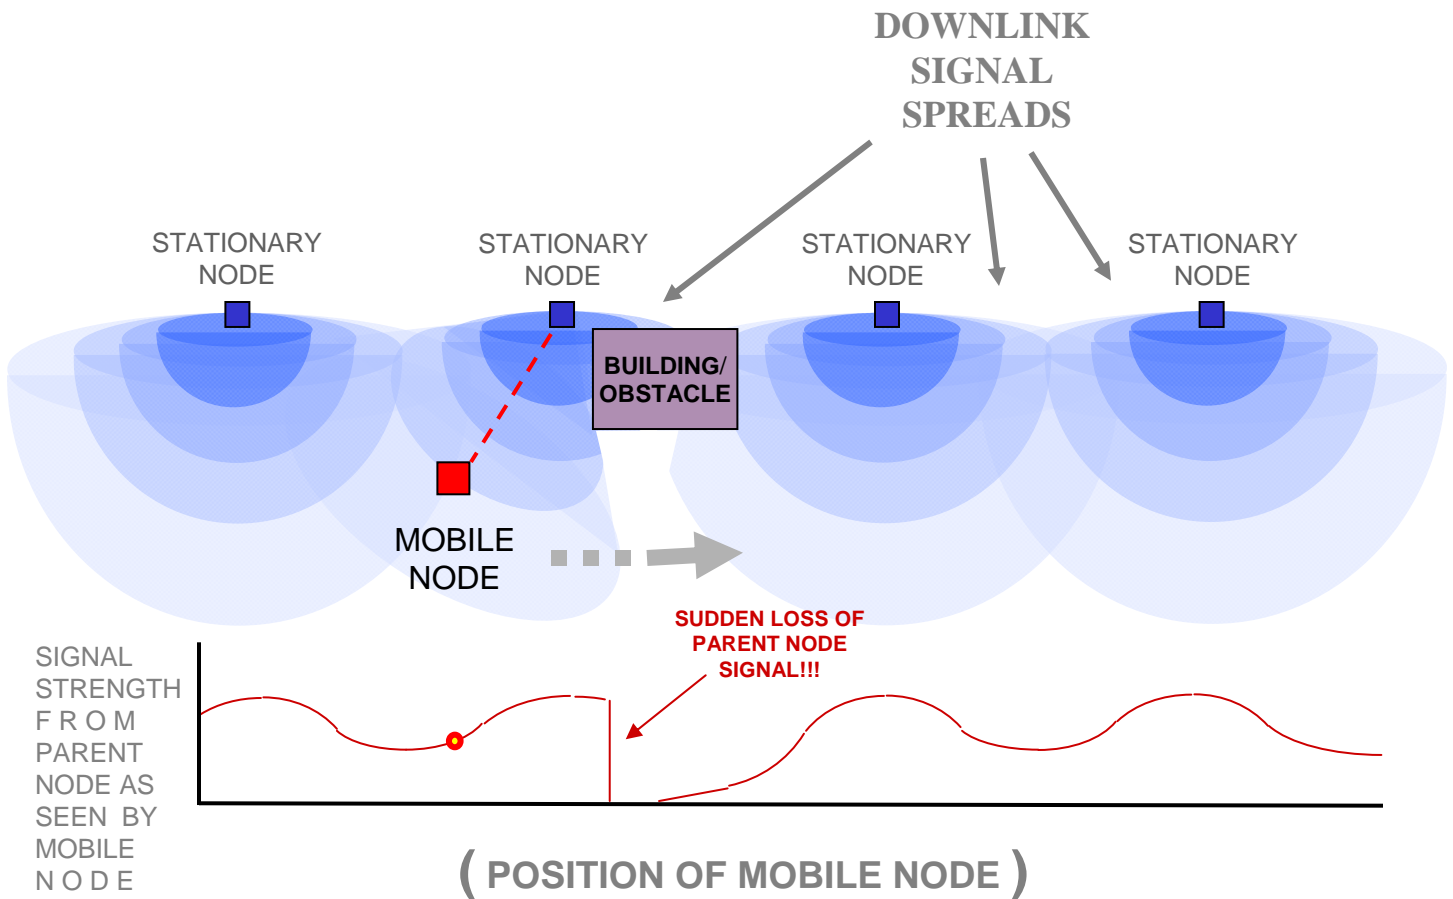 DOWNLINK
SIGNAL
SPREADS
STATIONARY
NODE
STATIONARY
NODE
STATIONARY
NODE
STATIONARY
NODE
BUILDING/
OBSTACLE
MOBILE
NODE
SUDDEN LOSS OF
PARENT NODE
SIGNAL!!!
SIGNAL
STRENGTH
F R O M
PARENT
NODE AS
SEEN BY
MOBILE
N O D E
( POSITION OF MOBILE NODE )